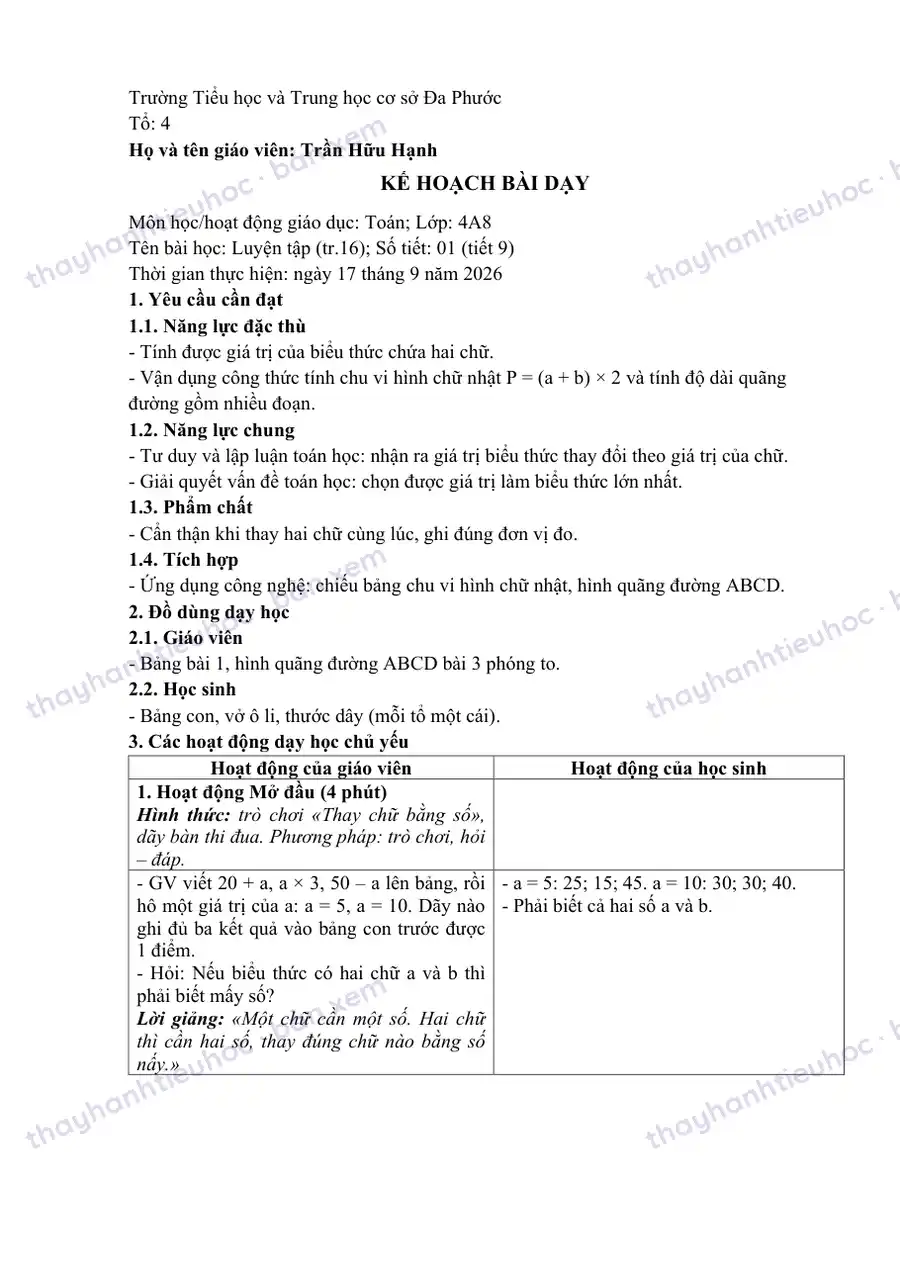 Trường Tiểu học và Trung học cơ sở Đa Phước
Tổ: 4
Họ và tên giáo viên: Trần Hữu Hạnh
KẾ HOẠCH BÀI DẠY
Môn học/hoạt động giáo dục: Toán; Lớp: 4A8
Tên bài học: Luyện tập (tr.16); Số tiết: 01 (tiết 9)
Thời gian thực hiện: ngày 17 tháng 9 năm 2026
1. Yêu cầu cần đạt
1.1. Năng lực đặc thù
- Tính được giá trị của biểu thức chứa hai chữ.
- Vận dụng công thức tính chu vi hình chữ nhật P = (a + b) × 2 và tính độ dài quãng
đường gồm nhiều đoạn.
1.2. Năng lực chung
- Tư duy và lập luận toán học: nhận ra giá trị biểu thức thay đổi theo giá trị của chữ.
- Giải quyết vấn đề toán học: chọn được giá trị làm biểu thức lớn nhất.
1.3. Phẩm chất
- Cẩn thận khi thay hai chữ cùng lúc, ghi đúng đơn vị đo.
1.4. Tích hợp
- Ứng dụng công nghệ: chiếu bảng chu vi hình chữ nhật, hình quãng đường ABCD.
2. Đồ dùng dạy học
2.1. Giáo viên
- Bảng bài 1, hình quãng đường ABCD bài 3 phóng to.
2.2. Học sinh
- Bảng con, vở ô li, thước dây (mỗi tổ một cái).
3. Các hoạt động dạy học chủ yếu
Hoạt động của giáo viên
Hoạt động của học sinh
1. Hoạt động Mở đầu (4 phút)
Hình thức: trò chơi «Thay chữ bằng số»,
dãy bàn thi đua. Phương pháp: trò chơi, hỏi
– đáp.
- GV viết 20 + a, a × 3, 50 – a lên bảng, rồi
hô một giá trị của a: a = 5, a = 10. Dãy nào
ghi đủ ba kết quả vào bảng con trước được
1 điểm.
- Hỏi: Nếu biểu thức có hai chữ a và b thì
phải biết mấy số?
Lời giảng: «Một chữ cần một số. Hai chữ
thì cần hai số, thay đúng chữ nào bằng số
nấy.»
- a = 5: 25; 15; 45. a = 10: 30; 30; 40.
- Phải biết cả hai số a và b.
thayhanhtieuhoc · bản xem
thayhanhtieuhoc · b
thayhanhtieuhoc · bản xem
thayhanhtieuhoc · b
thayhanhtieuhoc · bản xem
thayhanhtieuhoc · b